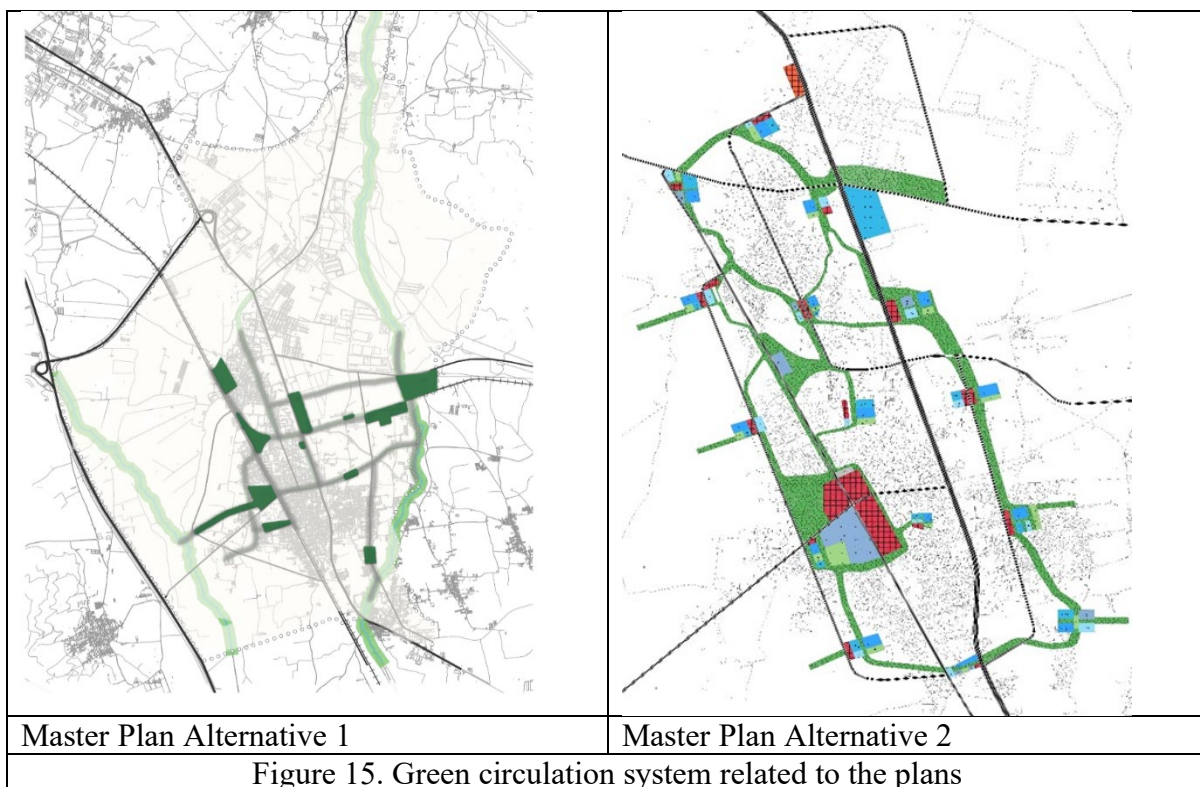 Master Plan Alternative 1
Master Plan Alternative 2
Figure 15. Green circulation system related to the plans